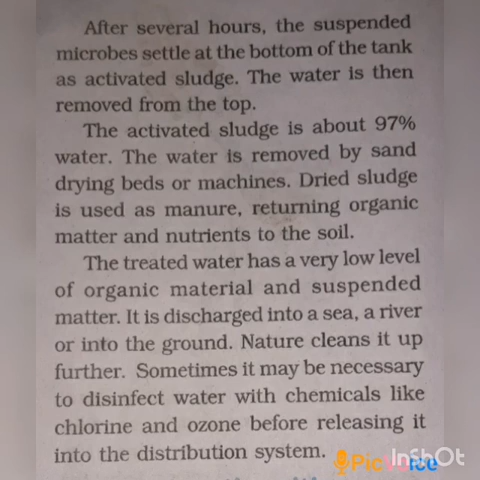 After several hours, the suspended
microbes settle at the bottom of the tank
as activated sludge. The water is then
removed from the top.
The activated sludge is about 97%
water. The water is removed by sand
drying beds or machines. Dried sludge
is used as manure, returning organic
matter and nutrients to the soil.
The treated water has a very low level
of organic material and suspended
matter. It is discharged into a sea, a river
or into the ground. Nature cleans it up
further. Sometimes it may be necessary
to disinfect water with chemicals like
chlorine and ozone before releasing it
into the distribution system.
InShOt